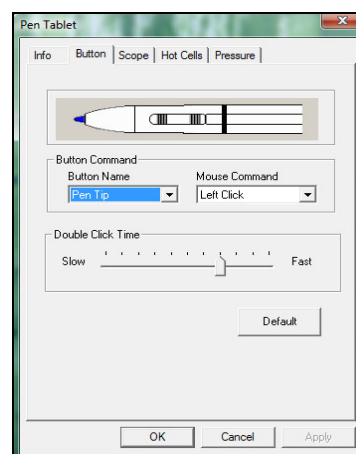 Pen Tablet
Info Button Scope Hot Cells Pressure
Button Command
Button Name Mouse Command
Pen Tip Left Click
Double Click Time
Slow Fast
Default
OK Cancel Apply